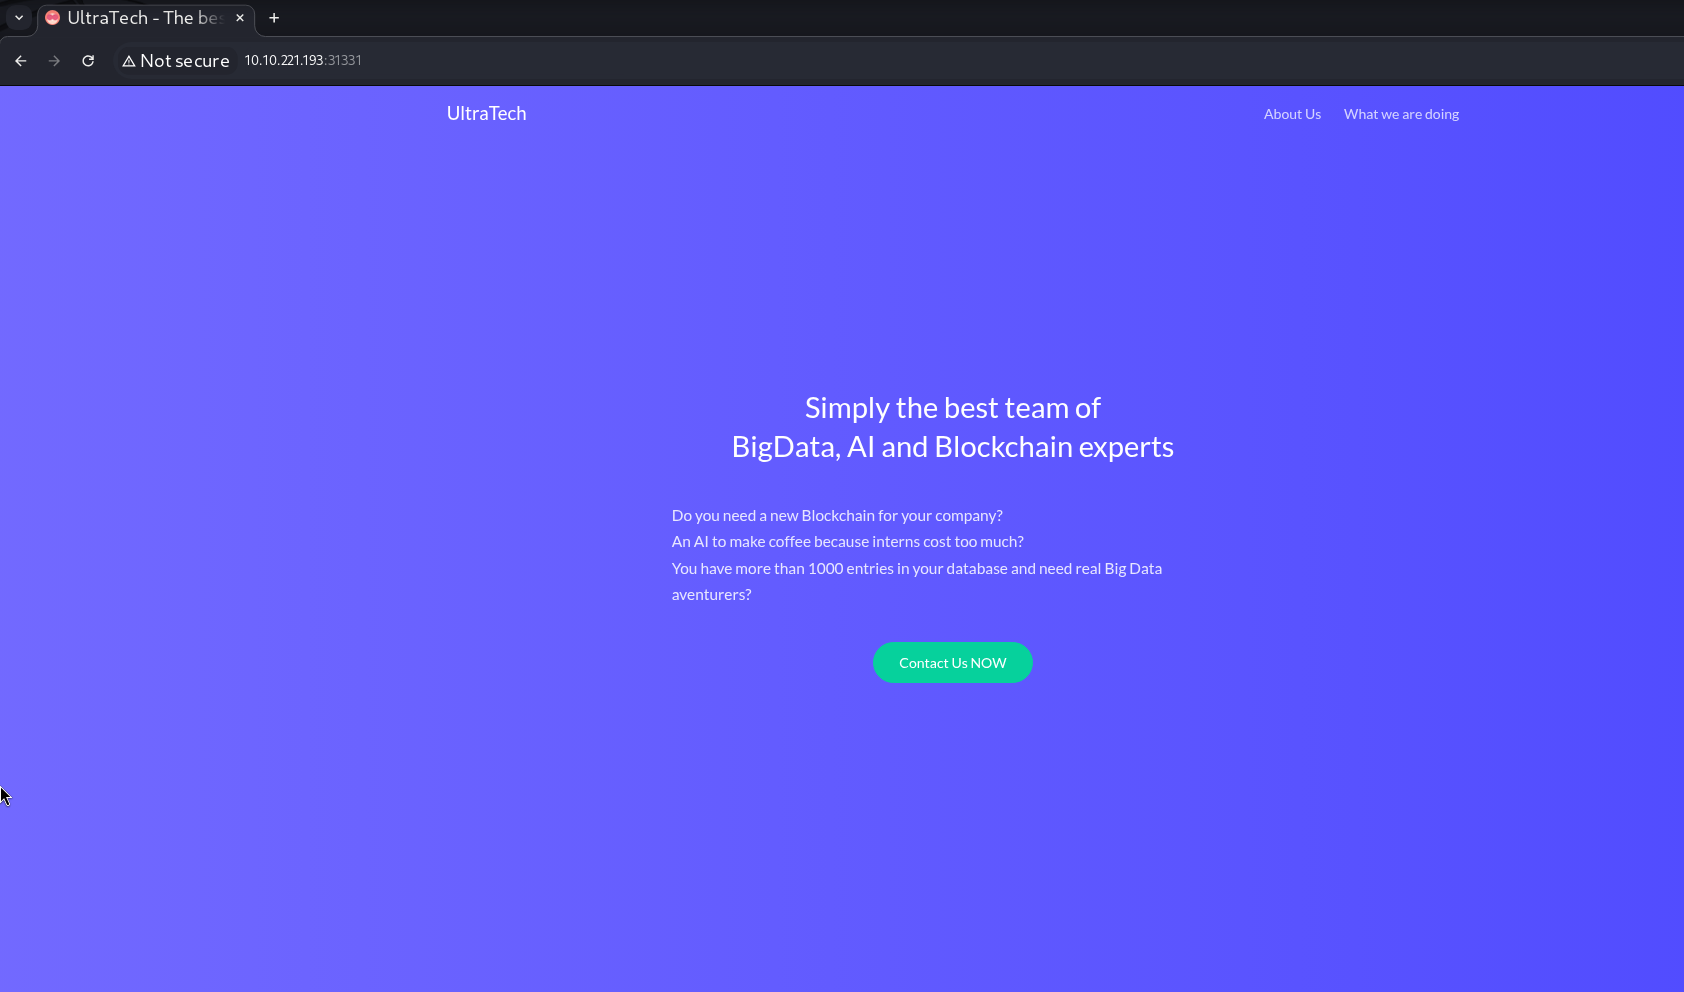 UltraTech - The bes
Not secure 10.10.221.193:31331
UltraTech About Us What we are doing
Simply the best team of
BigData, AI and Blockchain experts
Do you need a new Blockchain for your company?
An AI to make coffee because interns cost too much?
You have more than 1000 entries in your database and need real Big Data
aventurers?
Contact Us NOW